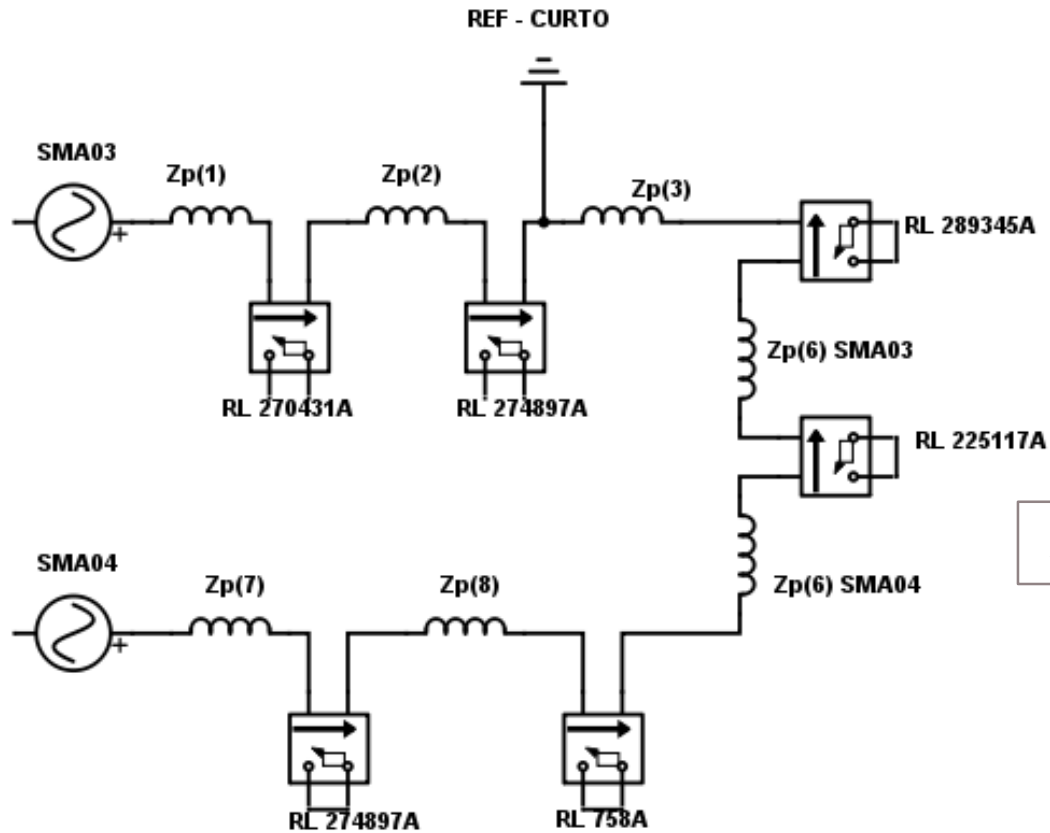 REF - CURTO
SMA03
Zp(1)
Zp(2)
Zp(3)
+
RL 289345A
RL 270431A
RL 274897A
Zp(6) SMA03
RL 225117A
SMA04
Zp(7)
Zp(8)
Zp(6) SMA04
+
RL 274897A
RL 758A